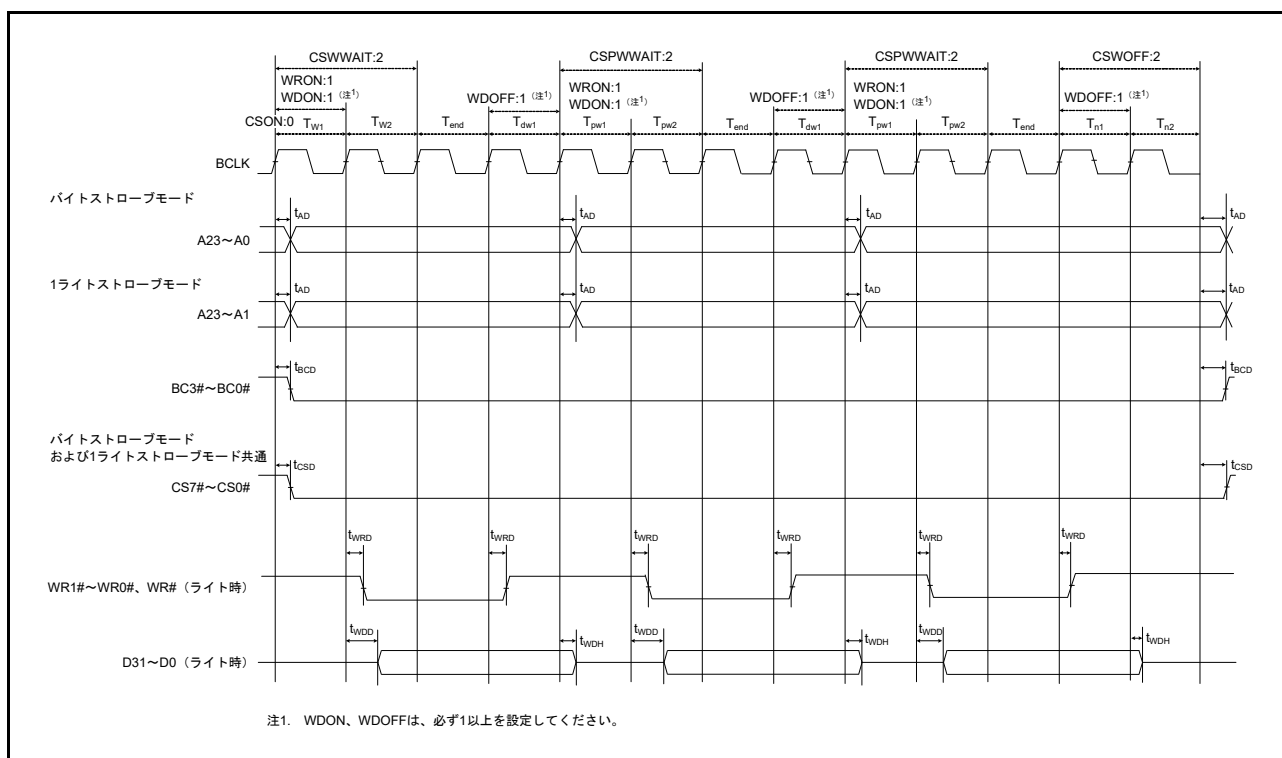 CSWWAIT:2 CSPWWAIT:2 CSPWWAIT:2 CSWOFF:2
WRON:1 WRON:1 WRON:1
WDON:1 (注1) WDOFF:1 (注1) WDON:1 (注1) WDOFF:1 (注1) WDON:1 (注1) WDOFF:1 (注1)
CSON:0 TW1 TW2 Tend Tdw1 Tpw1 Tpw2 Tend Tdw1 Tpw1 Tpw2 Tend Tn1 Tn2
BCLK
バイトストローブモード
tAD tAD tAD tAD
A23～A0
1ライトストローブモード
tAD tAD tAD tAD
A23～A1
tBCD tBCD
BC3#～BC0#
バイトストローブモード
および1ライトストローブモード共通
tCSD tCSD
CS7#～CS0#
tWRD tWRD tWRD tWRD tWRD tWRD
WR1#～WR0#、WR#（ライト時）
tWDD tWDH tWDD tWDH tWDD tWDH
D31～D0（ライト時）
注1. WDON、WDOFFは、必ず1以上を設定してください。